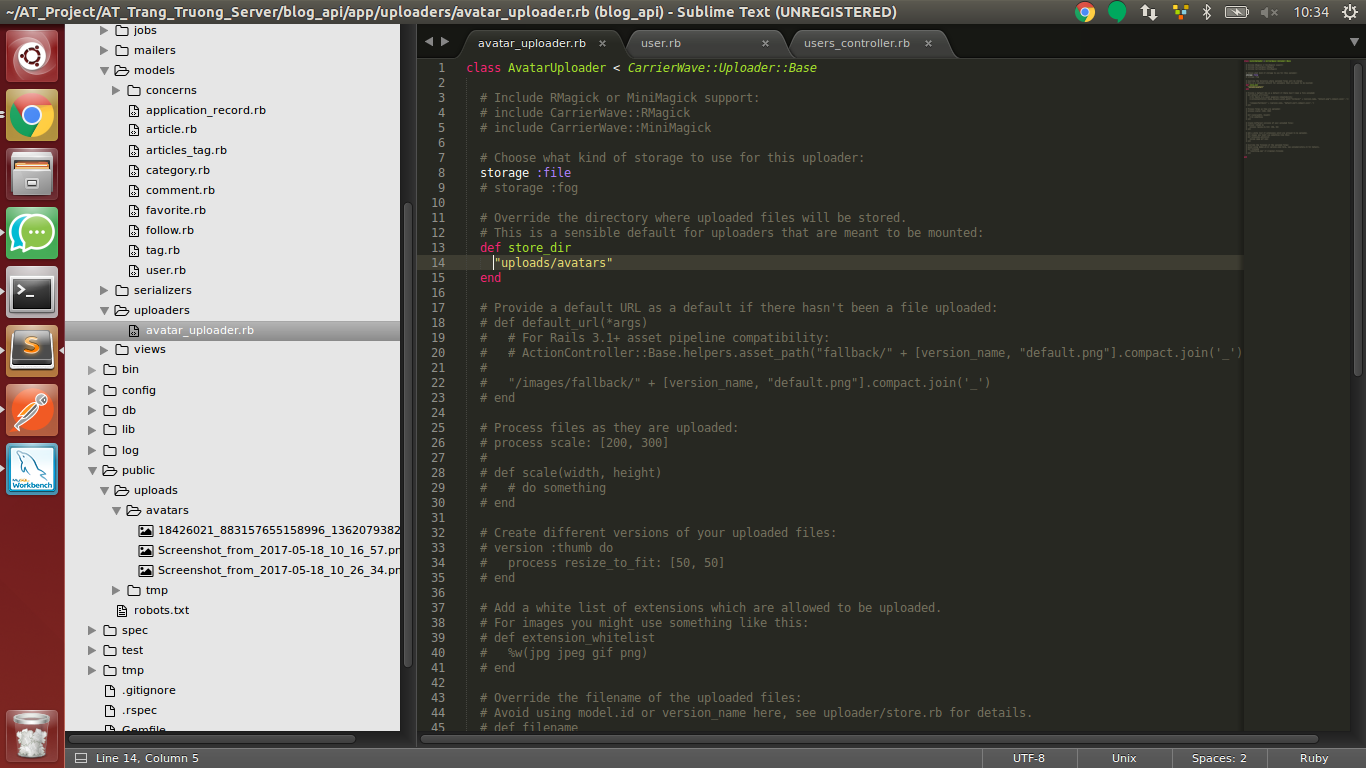 ~/AT_Project/AT_Trang_Truong_Server/blog_api/app/uploaders/avatar_uploader.rb (blog_api) - Sublime Text (UNREGISTERED)
10:34
jobs
mailers
models
concerns
application_record.rb
article.rb
articles_tag.rb
category.rb
comment.rb
favorite.rb
follow.rb
tag.rb
user.rb
serializers
uploaders
avatar_uploader.rb
views
bin
config
db
lib
log
public
uploads
avatars
18426021_883157655158996_1362079382
Screenshot_from_2017-05-18_10_16_57.pr
Screenshot_from_2017-05-18_10_26_34.pr
tmp
robots.txt
spec
test
tmp
.gitignore
.rspec
Gemfile
avatar_uploader.rb ×
user.rb ×
users_controller.rb ×
1 class AvatarUploader < CarrierWave::Uploader::Base
2
3 # Include RMagick or MiniMagick support:
4 # include CarrierWave::RMagick
5 # include CarrierWave::MiniMagick
6
7 # Choose what kind of storage to use for this uploader:
8 storage :file
9 # storage :fog
10
11 # Override the directory where uploaded files will be stored.
12 # This is a sensible default for uploaders that are meant to be mounted:
13 def store_dir
14 "uploads/avatars"
15 end
16
17 # Provide a default URL as a default if there hasn't been a file uploaded:
18 # def default_url(*args)
19 #   # For Rails 3.1+ asset pipeline compatibility:
20 #   # ActionController::Base.helpers.asset_path("fallback/" + [version_name, "default.png"].compact.join('_')
21 #
22 #   "/images/fallback/" + [version_name, "default.png"].compact.join('_')
23 # end
24
25 # Process files as they are uploaded:
26 # process scale: [200, 300]
27 #
28 # def scale(width, height)
29 #   # do something
30 # end
31
32 # Create different versions of your uploaded files:
33 # version :thumb do
34 #   process resize_to_fit: [50, 50]
35 # end
36
37 # Add a white list of extensions which are allowed to be uploaded.
38 # For images you might use something like this:
39 # def extension_whitelist
40 #   %w(jpg jpeg gif png)
41 # end
42
43 # Override the filename of the uploaded files:
44 # Avoid using model.id or version_name here, see uploader/store.rb for details.
45 # def filename
MySQL
Workbench
Line 14, Column 5
UTF-8
Unix
Spaces: 2
Ruby